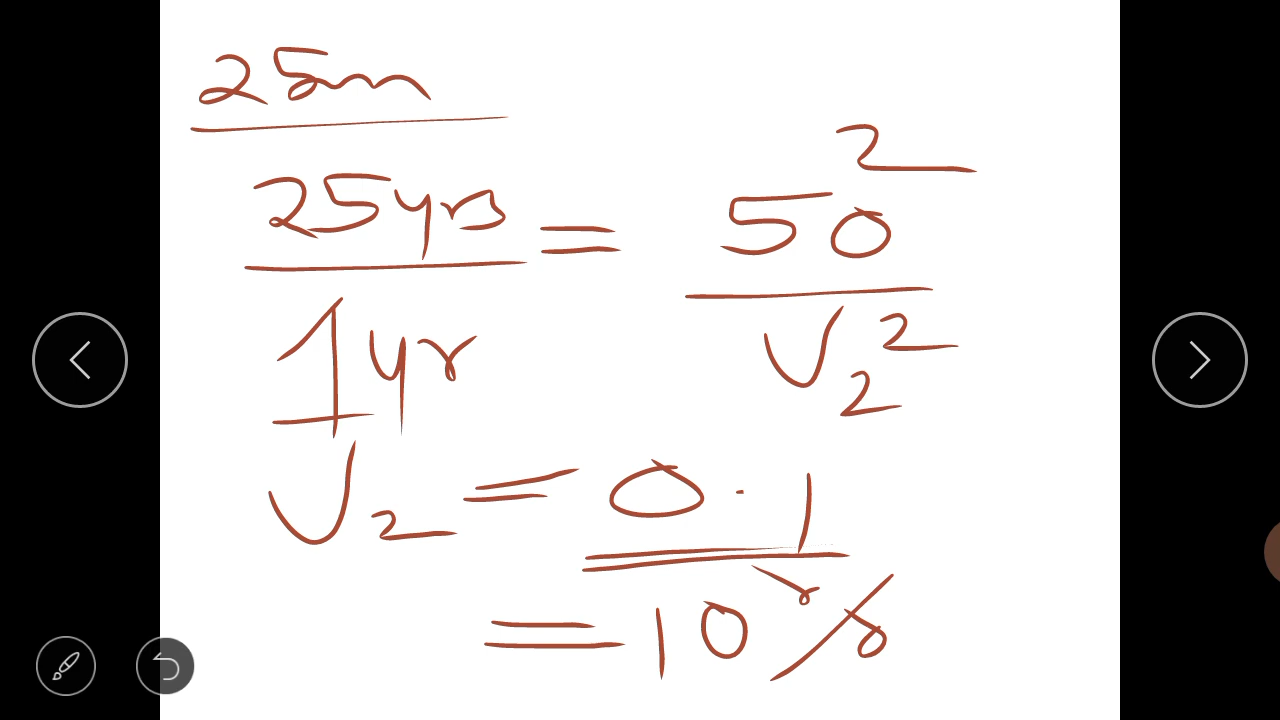 25m
25yrs = 50²
1yr V₂²
V₂ = 0.1
= 10%